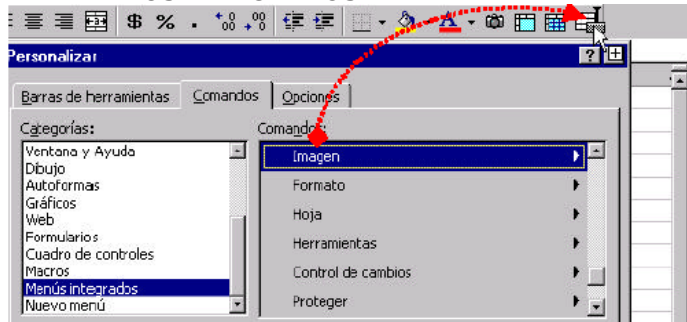 $ % .
Personalizar
Barras de herramientas Comandos Opciones
Categorías: Comandos:
Ventana y Ayuda
Dibujo
Autoformas
Gráficos
Web
Formularios
Cuadro de controles
Macros
Menús integrados
Nuevo menú
Imagen
Formato
Hoja
Herramientas
Control de cambios
Proteger